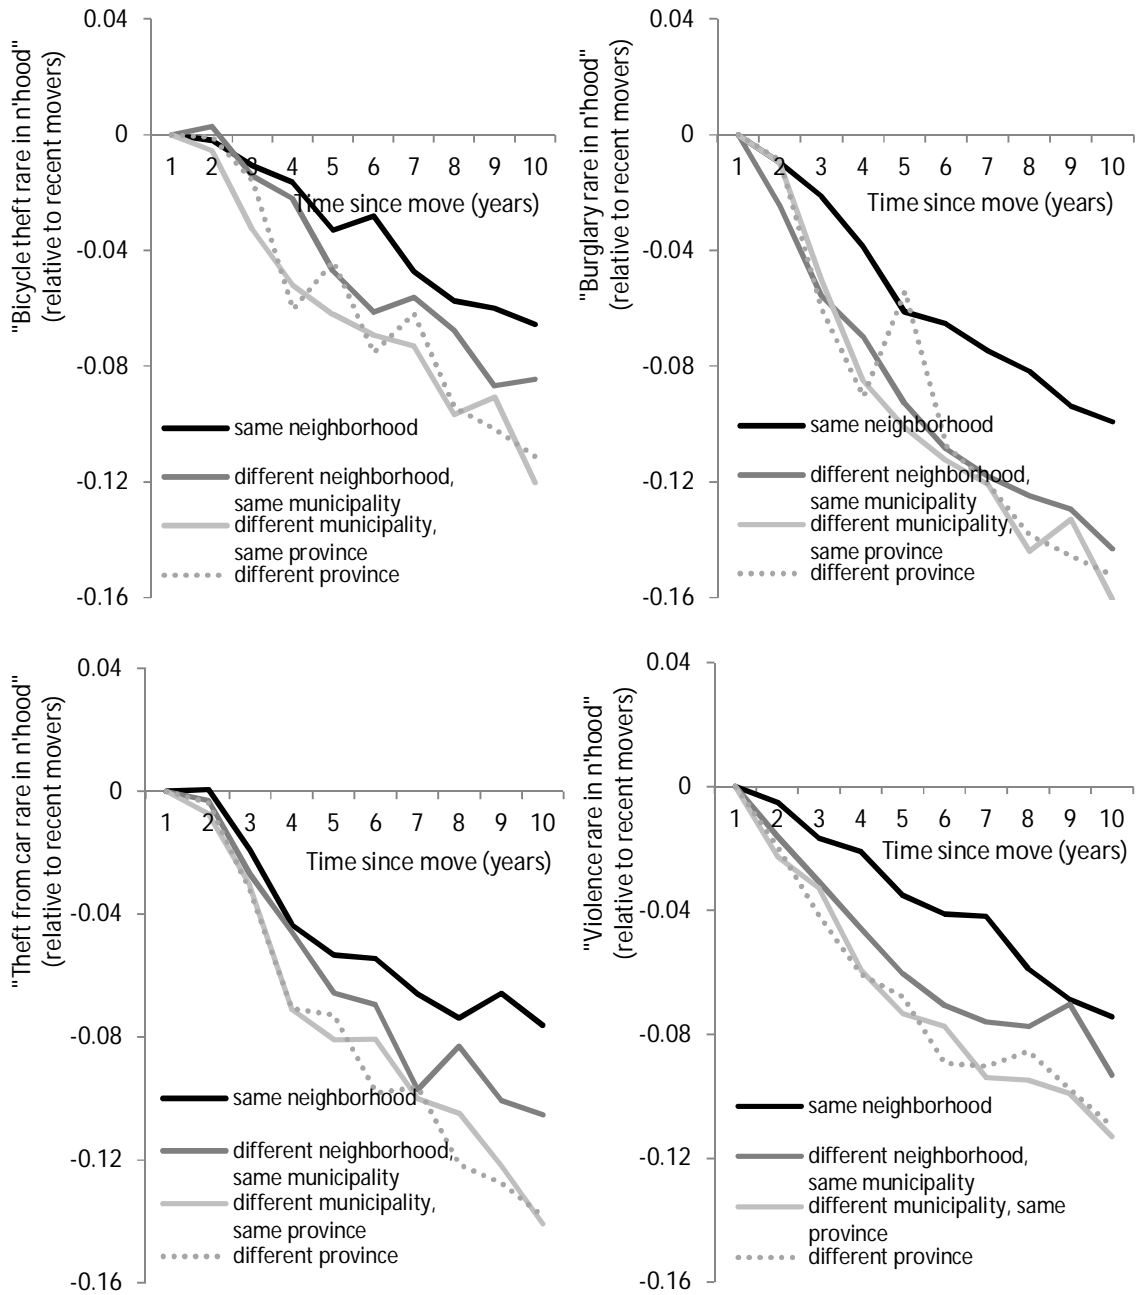 "Bicycle theft rare in n'hood"
(relative to recent movers)
0.04
0
-0.04
-0.08
-0.12
-0.16
1 2 3 4 5 6 7 8 9 10
Time since move (years)
same neighborhood
different neighborhood,
same municipality
different municipality,
same province
different province
"Burglary rare in n'hood"
(relative to recent movers)
0.04
0
-0.04
-0.08
-0.12
-0.16
1 2 3 4 5 6 7 8 9 10
Time since move (years)
same neighborhood
different neighborhood,
same municipality
different municipality,
same province
different province
"Theft from car rare in n'hood"
(relative to recent movers)
0.04
0
-0.04
-0.08
-0.12
-0.16
1 2 3 4 5 6 7 8 9 10
Time since move (years)
same neighborhood
different neighborhood,
same municipality
different municipality,
same province
different province
"Violence rare in n'hood"
(relative to recent movers)
0.04
0
-0.04
-0.08
-0.12
-0.16
1 2 3 4 5 6 7 8 9 10
Time since move (years)
same neighborhood
different neighborhood,
same municipality
different municipality, same
province
different province